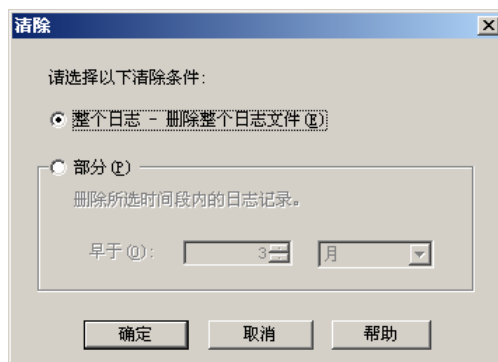 清除
请选择以下清除条件:
整个日志 - 删除整个日志文件(E)
部分(P)
删除所选时间段内的日志记录。
早于(O): 3 月
确定 取消 帮助